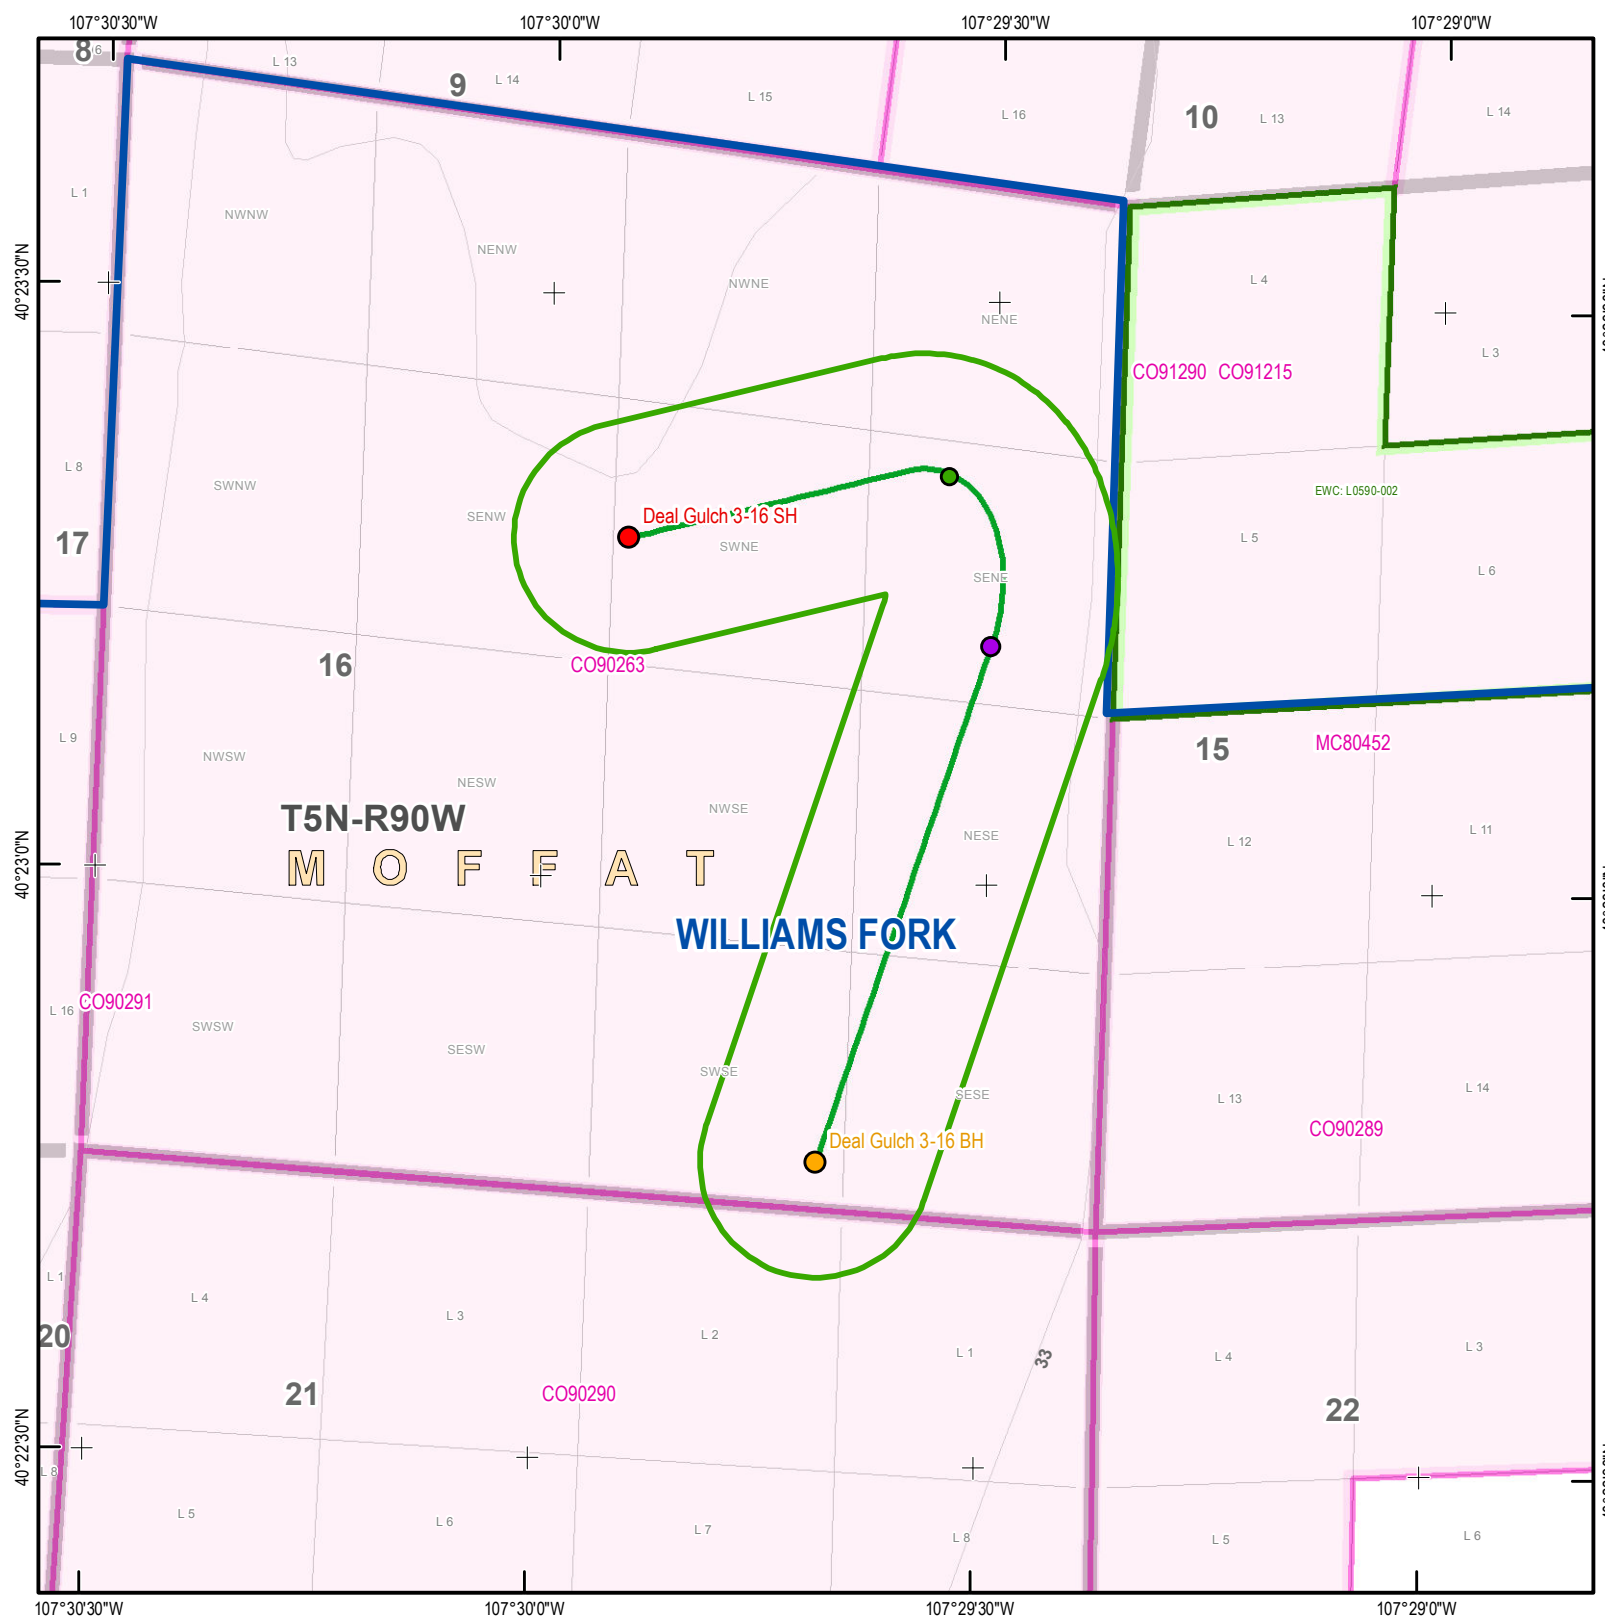 107°30'30"W
107°30'0"W
107°29'30"W
107°29'0"W
8
6
L 13
9
L 14
L 15
L 16
10
L 13
L 14
L 1
NWNW
NENW
NWNE
NENE
L 4
L 3
40°23'30"N
CO91290
CO91215
L 8
SWNW
SENW
Deal Gulch 3-16 SH
SWNE
SENE
EWC: L0590-002
L 5
L 6
17
16
CO90263
L 9
NWSW
NESW
NWSE
NESE
15
MC80452
L 12
L 11
T5N-R90W
MOFFAT
40°23'0"N
WILLIAMS FORK
L 16
CO90291
SWSW
SESW
SWSE
SESE
L 13
L 14
CO90289
Deal Gulch 3-16 BH
L 1
L 4
L 3
L 2
L 1
33
L 4
L 3
20
21
CO90290
22
40°22'30"N
L 8
L 5
L 6
L 7
L 8
L 5
L 6
107°30'30"W
107°30'0"W
107°29'30"W
107°29'0"W